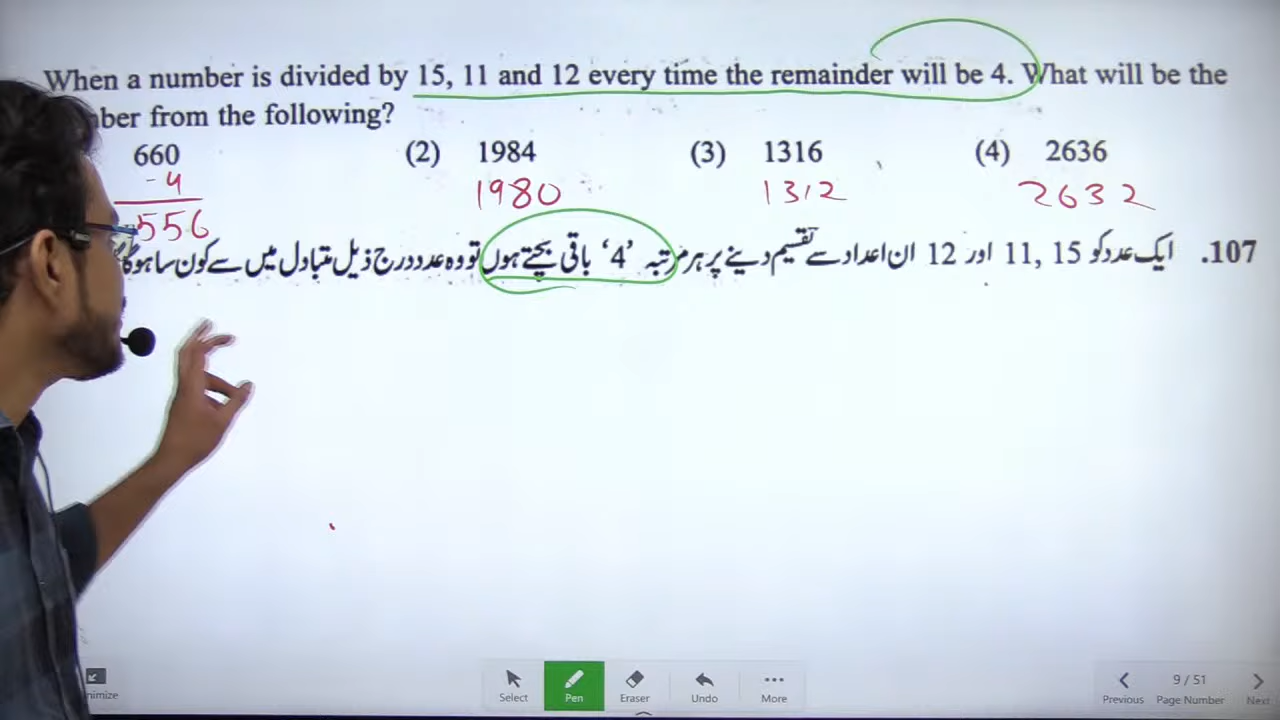 When a number is divided by 15, 11 and 12 every time the remainder will be 4. What will be the
from the following?
660 (2) 1984 (3) 1316 (4) 2636
-4 1980 1312 2632
556
107. ایک عدد کو 15 ,11 اور 12 ان اعداد سے تقسیم دینے پر ہر مرتبہ '4' باقی بچتے ہوں تو وہ عدد درج ذیل متبادل میں سے کون سا ہوگا
Select Pen Eraser Undo More
Previous 9 / 51 Next
Page Number